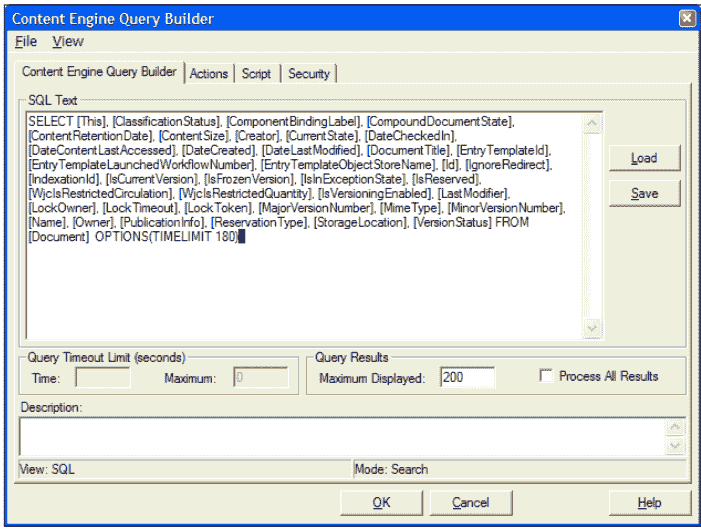 Content Engine Query Builder
File View
Content Engine Query Builder Actions Script Security
SQL Text
SELECT [This], [ClassificationStatus], [ComponentBindingLabel], [CompoundDocumentState],
[ContentRetentionDate], [ContentSize], [Creator], [CurrentState], [DateCheckedIn],
[DateContentLastAccessed], [DateCreated], [DateLastModified], [DocumentTitle], [EntryTemplateId],
[EntryTemplateLaunchedWorkflowNumber], [EntryTemplateObjectStoreName], [Id], [IgnoreRedirect],
[IndexationId], [IsCurrentVersion], [IsFrozenVersion], [IsInExceptionState], [IsReserved],
[WjcIsRestrictedCirculation], [WjcIsRestrictedQuantity], [IsVersioningEnabled], [LastModifier],
[LockOwner], [LockTimeout], [LockToken], [MajorVersionNumber], [MimeType], [MinorVersionNumber],
[Name], [Owner], [PublicationInfo], [ReservationType], [StorageLocation], [VersionStatus] FROM
[Document] OPTIONS(TIMELIMIT 180)
Load
Save
Query Timeout Limit (seconds)
Time: Maximum: 0
Query Results
Maximum Displayed: 200 Process All Results
Description:
View: SQL Mode: Search
OK Cancel Help